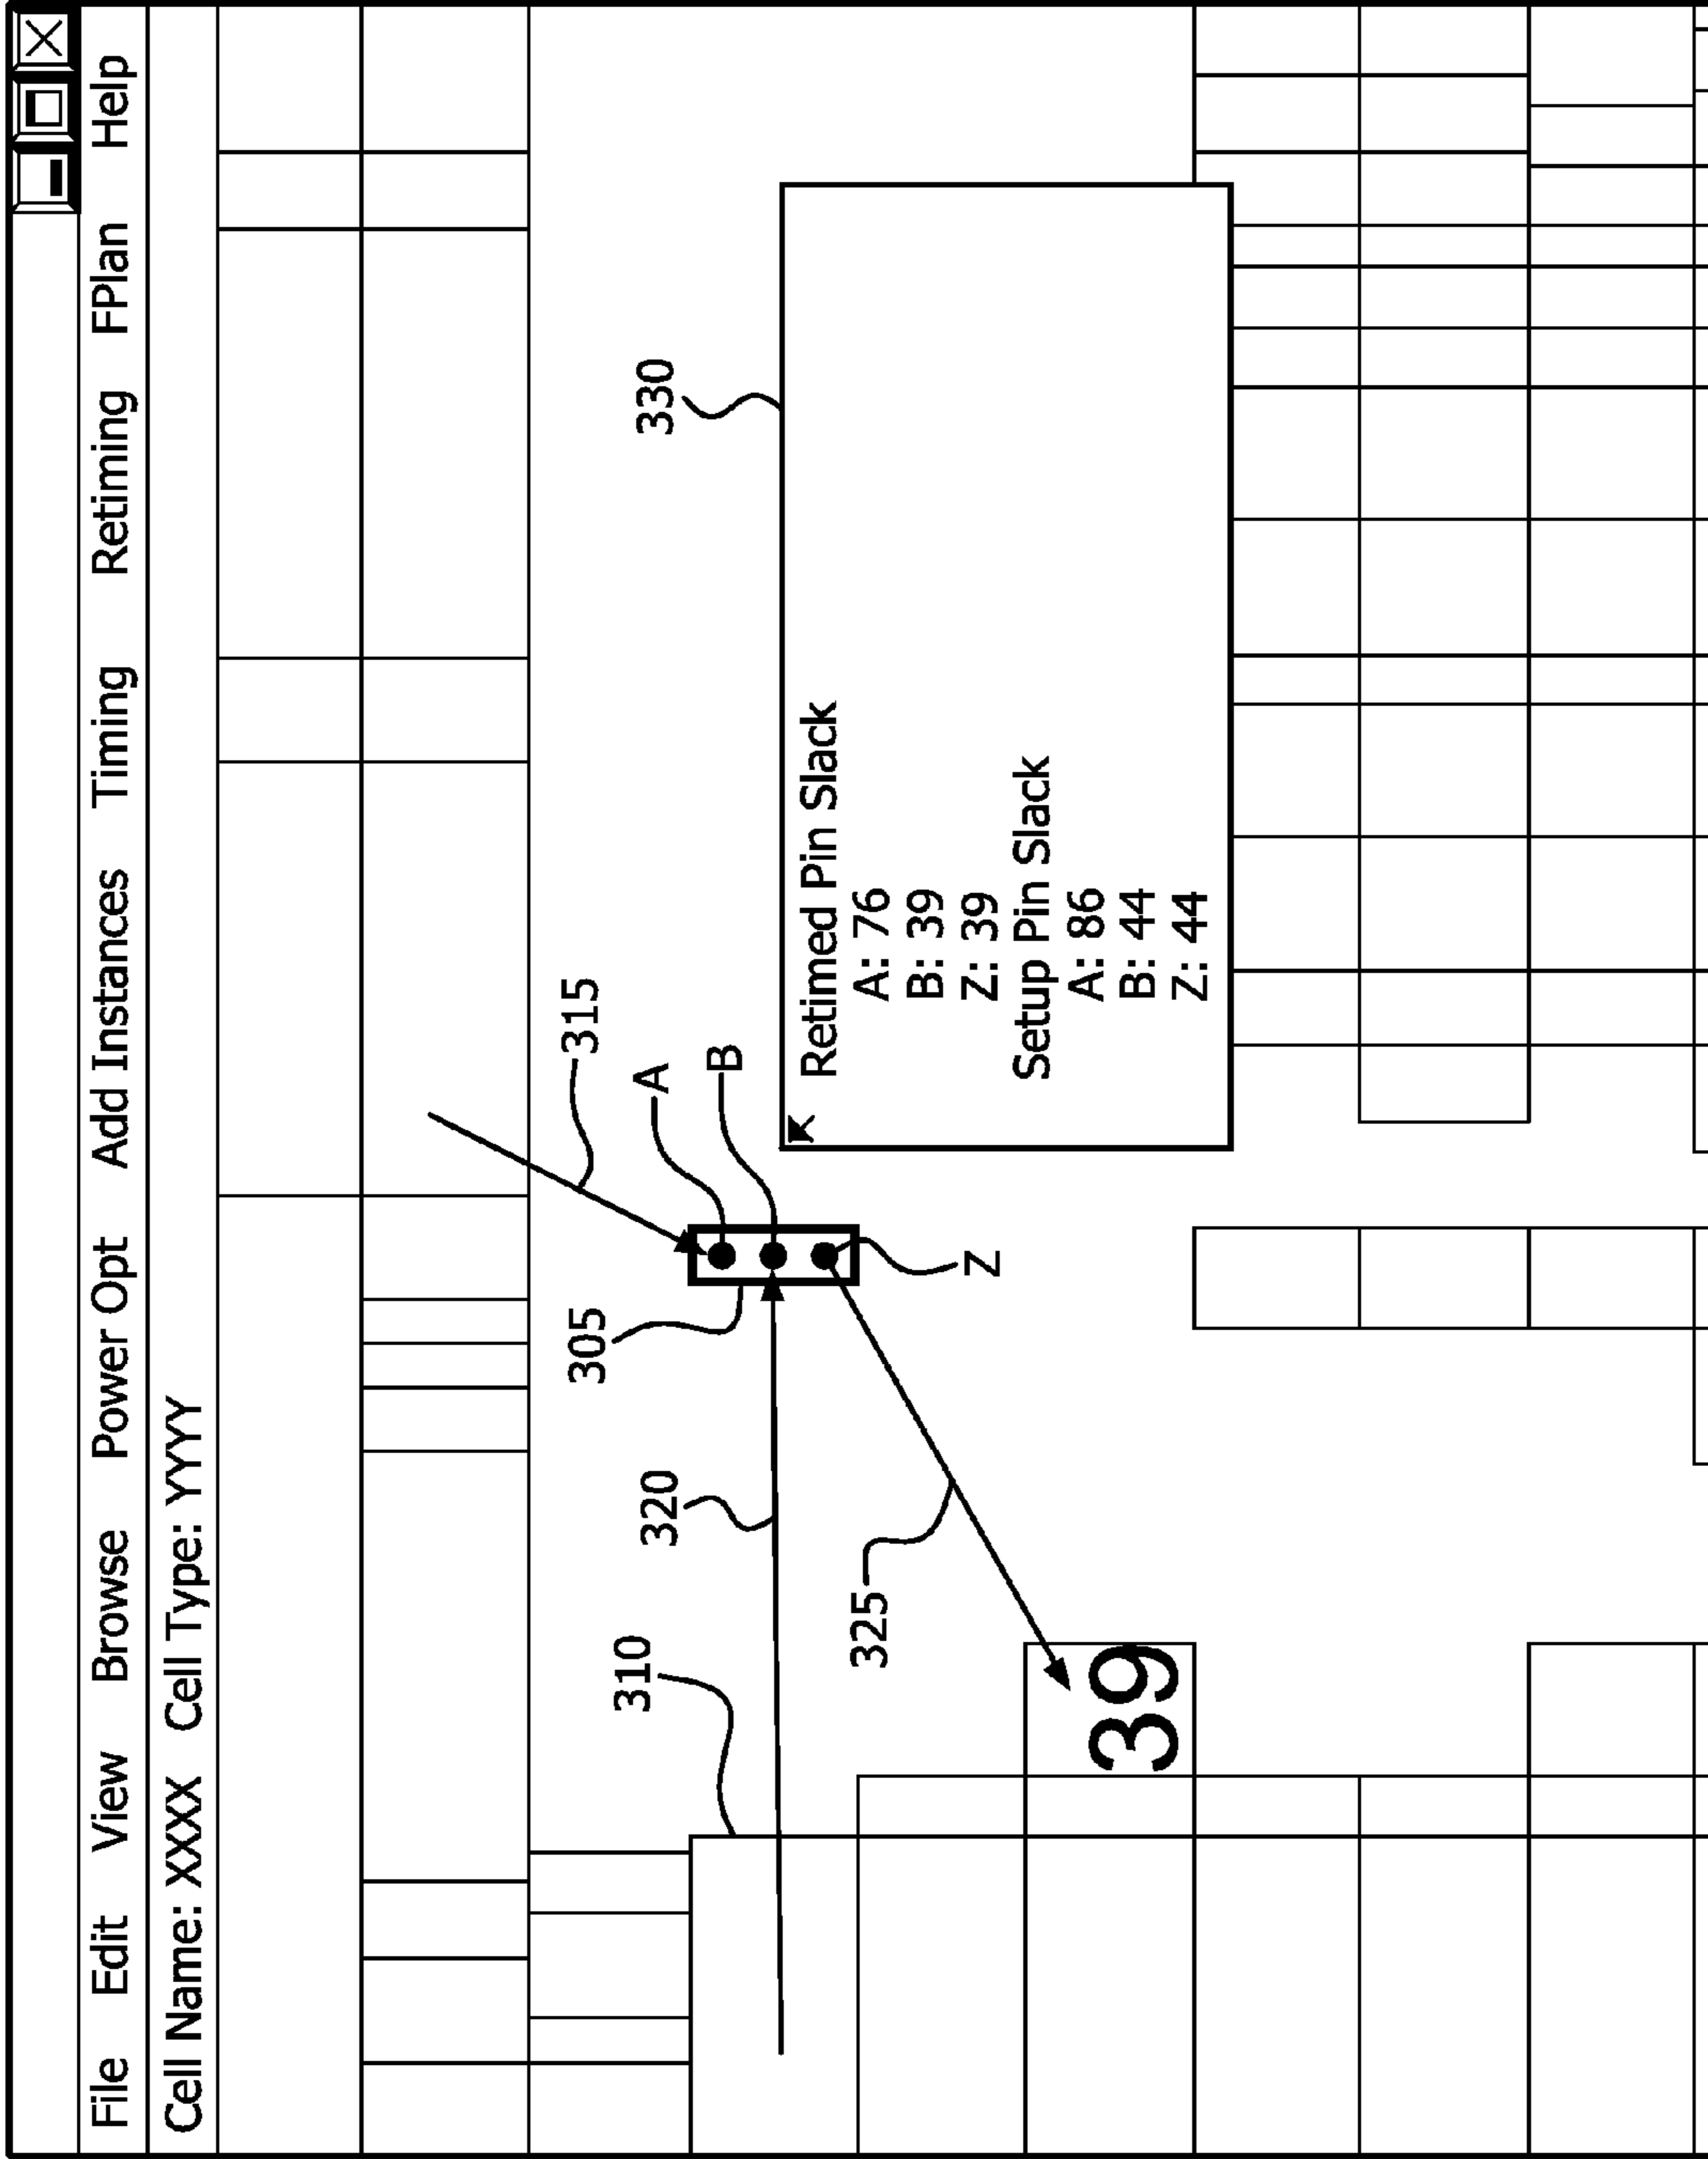 File Edit View Browse Power Opt Add Instances Timing Retiming FPlan Help
Cell Name: XXXX Cell Type: YYYY
315
A
B
305
330
320
310
325
Z
39
Retimed Pin Slack
A: 76
B: 39
Z: 39
Setup Pin Slack
A: 86
B: 44
Z: 44